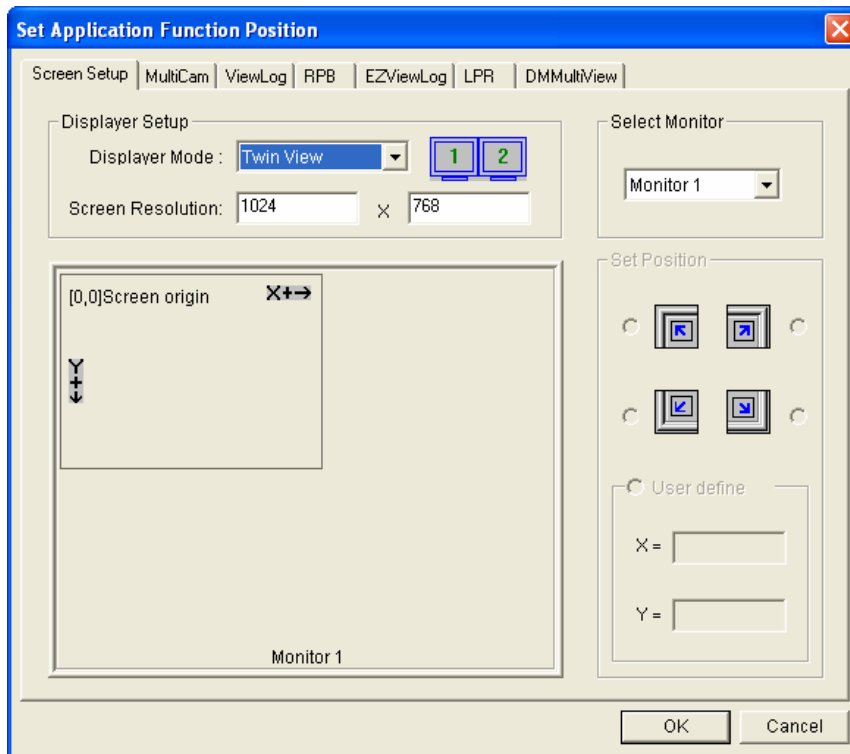 Set Application Function Position
Screen Setup MultiCam ViewLog RPB EZViewLog LPR DMMultiView
Displayer Setup
Displayer Mode : Twin View 1 2
Screen Resolution: 1024 X 768
Select Monitor
Monitor 1
[0,0]Screen origin X+→
Y+↓
Monitor 1
Set Position
User define
X =
Y =
OK Cancel